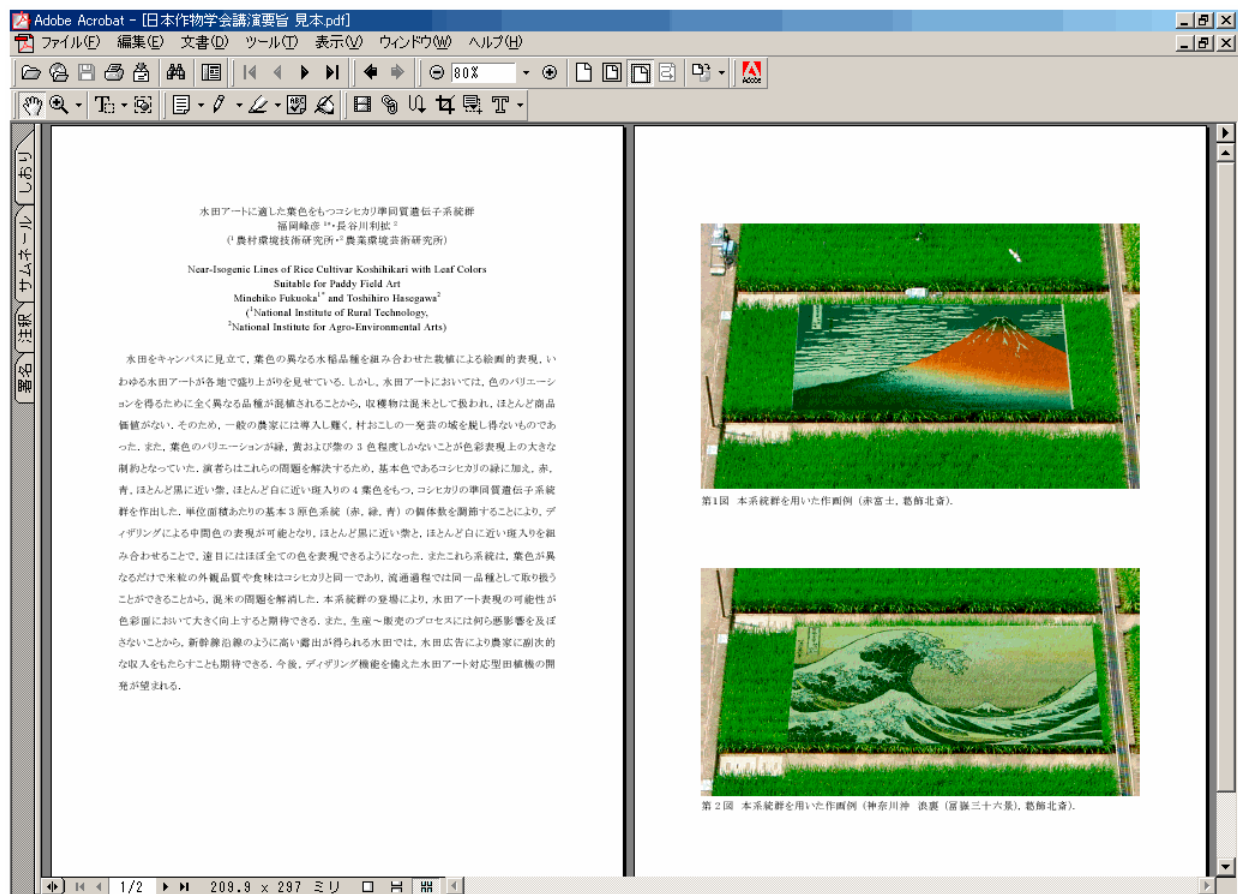 Adobe Acrobat - [日本作物学会講演要旨 見本.pdf]
ファイル(F) 編集(E) 文書(D) ツール(T) 表示(V) ウィンドウ(W) ヘルプ(H)
80%
Adobe
しおり
サムネール
注釈
署名
水田アートに適した葉色をもつコシヒカリ準同質遺伝子系統群
福岡峰彦¹*・長谷川利拡²
(¹農村環境技術研究所・²農業環境芸術研究所)
Near-Isogenic Lines of Rice Cultivar Koshihikari with Leaf Colors
Suitable for Paddy Field Art
Minehiko Fukuoka¹* and Toshihiro Hasegawa²
(¹National Institute of Rural Technology,
²National Institute for Agro-Environmental Arts)
水田をキャンバスに見立て, 葉色の異なる水稲品種を組み合わせた栽植による絵画的表現, い
わゆる水田アートが各地で盛り上がりを見せている. しかし, 水田アートにおいては, 色のバリエーシ
ョンを得るために全く異なる品種が混植されることから, 収穫物は混米として扱われ, ほとんど商品
価値がない. そのため, 一般の農家には導入し難く, 村おこしの一発芸の域を脱し得ないものであ
った. また, 葉色のバリエーションが緑, 黄および紫の 3 色程度しかないことが色彩表現上の大きな
制約となっていた. 演者らはこれらの問題を解決するため, 基本色であるコシヒカリの緑に加え, 赤,
青, ほとんど黒に近い紫, ほとんど白に近い斑入りの 4 葉色をもつ, コシヒカリの準同質遺伝子系統
群を作出した. 単位面積あたりの基本 3 原色系統 (赤, 緑, 青) の個体数を調節することにより, デ
ィザリングによる中間色の表現が可能となり, ほとんど黒に近い紫と, ほとんど白に近い斑入りを組
み合わせることで, 遠目にはほぼ全ての色を表現できるようになった. またこれら系統は, 葉色が異
なるだけで米粒の外観品質や食味はコシヒカリと同一であり, 流通過程では同一品種として取り扱う
ことができることから, 混米の問題を解消した. 本系統群の登場により, 水田アート表現の可能性が
色彩面において大きく向上すると期待できる. また, 生産～販売のプロセスには何ら悪影響を及ぼ
さないことから, 新幹線沿線のように高い露出が得られる水田では, 水田広告により農家に副次的
な収入をもたらすことも期待できる. 今後, ディザリング機能を備えた水田アート対応型田植機の開
発が望まれる.
第1図 本系統群を用いた作画例 (赤富士, 葛飾北斎).
第 2 図 本系統群を用いた作画例 (神奈川沖 浪裏 (富嶽三十六景), 葛飾北斎).
1/2 209.9 x 297 ミリ